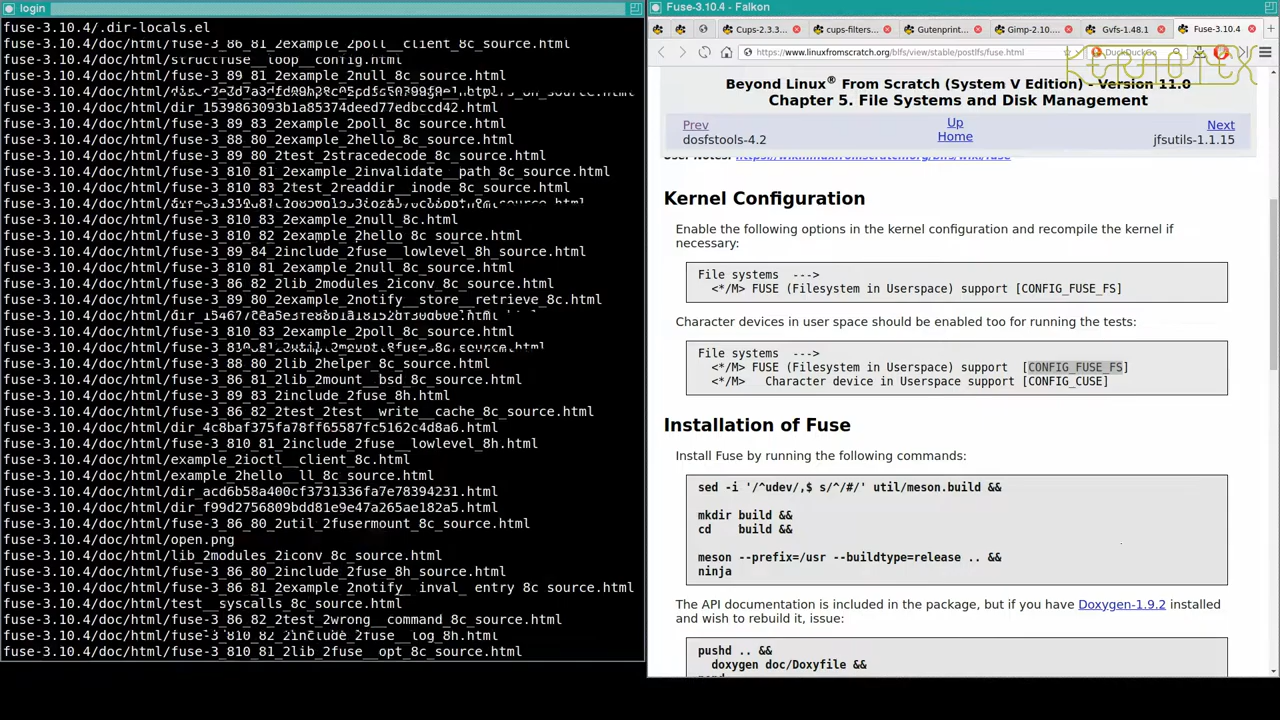 login
fuse-3.10.4/.dir-locals.el
fuse-3.10.4/doc/html/fuse-3_86_81_2example_2poll__client_8c_source.html
fuse-3.10.4/doc/html/structfuse__loop__config.html
fuse-3.10.4/doc/html/fuse-3_89_81_2example_2null_8c_source.html
fuse-3.10.4/doc/html/dir_1539863093b1a85374deed77edbccd42.html
fuse-3.10.4/doc/html/fuse-3_89_83_2example_2poll_8c_source.html
fuse-3.10.4/doc/html/fuse-3_88_80_2example_2hello_8c_source.html
fuse-3.10.4/doc/html/fuse-3_89_80_2test_2stracedecode_8c_source.html
fuse-3.10.4/doc/html/fuse-3_810_81_2example_2invalidate__path_8c_source.html
fuse-3.10.4/doc/html/fuse-3_810_83_2test_2readdir__inode_8c_source.html
fuse-3.10.4/doc/html/fuse-3_810_83_2example_2null_8c.html
fuse-3.10.4/doc/html/fuse-3_810_82_2example_2hello_8c_source.html
fuse-3.10.4/doc/html/fuse-3_89_84_2include_2fuse__lowlevel_8h_source.html
fuse-3.10.4/doc/html/fuse-3_810_81_2example_2null_8c_source.html
fuse-3.10.4/doc/html/fuse-3_86_82_2lib_2modules_2iconv_8c_source.html
fuse-3.10.4/doc/html/fuse-3_89_80_2example_2notify__store__retrieve_8c.html
fuse-3.10.4/doc/html/fuse-3_810_83_2example_2poll_8c_source.html
fuse-3.10.4/doc/html/fuse-3_88_80_2lib_2helper_8c_source.html
fuse-3.10.4/doc/html/fuse-3_86_81_2lib_2mount__bsd_8c_source.html
fuse-3.10.4/doc/html/fuse-3_89_83_2include_2fuse_8h.html
fuse-3.10.4/doc/html/fuse-3_86_82_2test_2test__write__cache_8c_source.html
fuse-3.10.4/doc/html/dir_4c8baf375fa78ff65587fc5162c4d8a6.html
fuse-3.10.4/doc/html/fuse-3_810_81_2include_2fuse__lowlevel_8h.html
fuse-3.10.4/doc/html/example_2ioctl__client_8c.html
fuse-3.10.4/doc/html/example_2hello__ll_8c_source.html
fuse-3.10.4/doc/html/dir_acd6b58a400cf3731336fa7e78394231.html
fuse-3.10.4/doc/html/dir_f99d2756809bdd81e9e47a265ae182a5.html
fuse-3.10.4/doc/html/fuse-3_86_80_2util_2fusermount_8c_source.html
fuse-3.10.4/doc/html/open.png
fuse-3.10.4/doc/html/lib_2modules_2iconv_8c_source.html
fuse-3.10.4/doc/html/fuse-3_86_80_2include_2fuse_8h_source.html
fuse-3.10.4/doc/html/fuse-3_86_81_2example_2notify__inval__entry_8c_source.html
fuse-3.10.4/doc/html/test__syscalls_8c_source.html
fuse-3.10.4/doc/html/fuse-3_86_82_2test_2wrong__command_8c_source.html
fuse-3.10.4/doc/html/fuse-3_810_82_2include_2fuse__log_8h.html
fuse-3.10.4/doc/html/fuse-3_810_81_2lib_2fuse__opt_8c_source.html
Fuse-3.10.4 - Falkon
Cups-2.3.3... cups-filters... Gutenprint... Gimp-2.10.... Gvfs-1.48.1 Fuse-3.10.4
https://www.linuxfromscratch.org/blfs/view/stable/postlfs/fuse.html DuckDuckGo
KERNOTEX
Beyond Linux® From Scratch (System V Edition) - Version 11.0
Chapter 5. File Systems and Disk Management
Prev Up Next
dosfstools-4.2 Home jfsutils-1.1.15
User Notes: https://wiki.linuxfromscratch.org/blfs/wiki/fuse
Kernel Configuration
Enable the following options in the kernel configuration and recompile the kernel if
necessary:
File systems --->
<*/M> FUSE (Filesystem in Userspace) support [CONFIG_FUSE_FS]
Character devices in user space should be enabled too for running the tests:
File systems --->
<*/M> FUSE (Filesystem in Userspace) support [CONFIG_FUSE_FS]
<*/M> Character device in Userspace support [CONFIG_CUSE]
Installation of Fuse
Install Fuse by running the following commands:
sed -i '/^udev/,$ s/^/#/' util/meson.build &&
mkdir build &&
cd build &&
meson --prefix=/usr --buildtype=release .. &&
ninja
The API documentation is included in the package, but if you have Doxygen-1.9.2 installed
and wish to rebuild it, issue:
pushd .. &&
doxygen doc/Doxyfile &&
popd